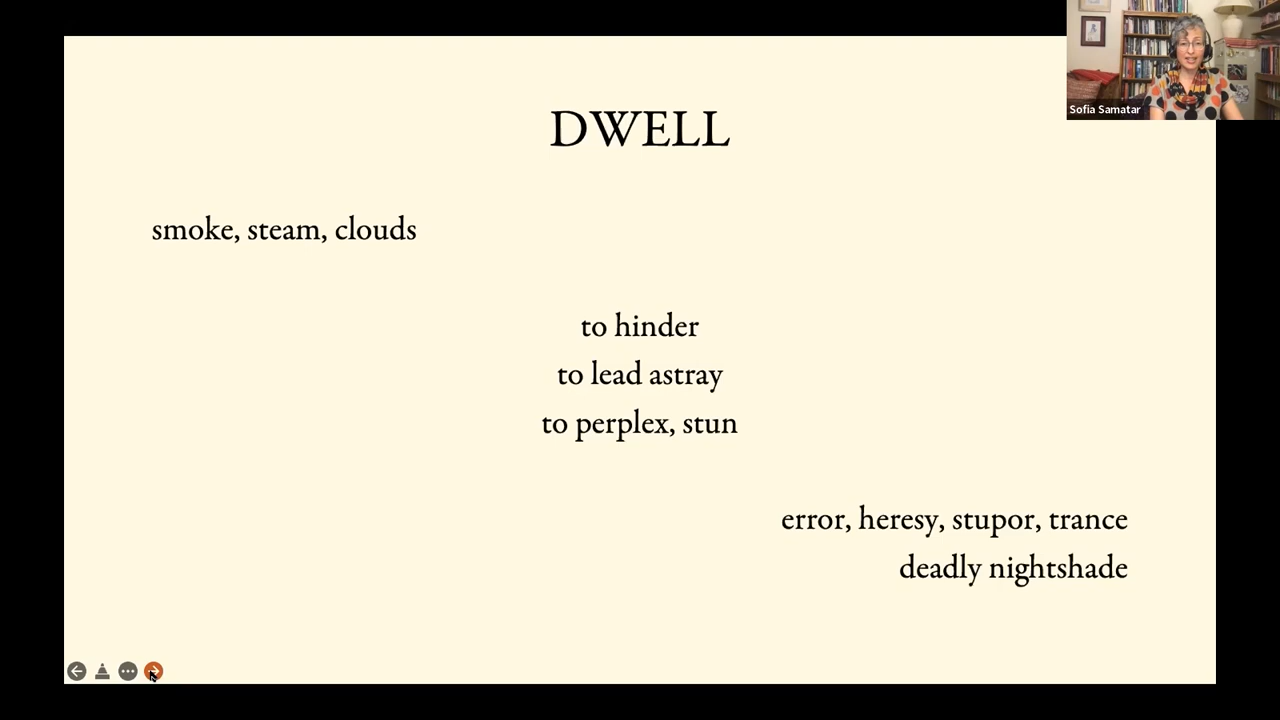 Sofia Samatar
DWELL
smoke, steam, clouds
to hinder
to lead astray
to perplex, stun
error, heresy, stupor, trance
deadly nightshade